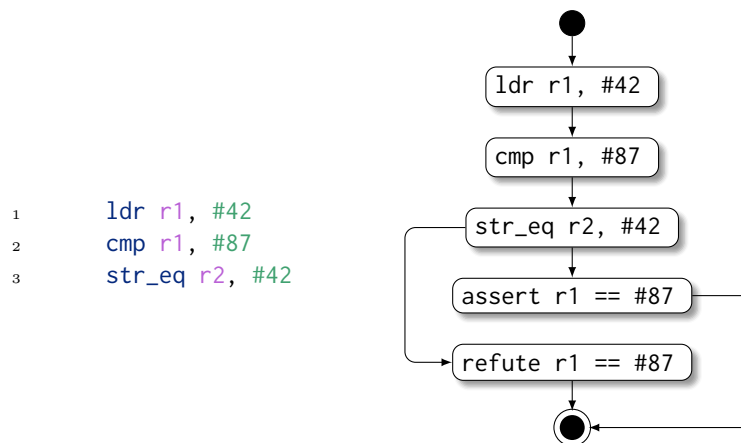 1 ldr r1, #42
2 cmp r1, #87
3 str_eq r2, #42
ldr r1, #42
cmp r1, #87
str_eq r2, #42
assert r1 == #87
refute r1 == #87